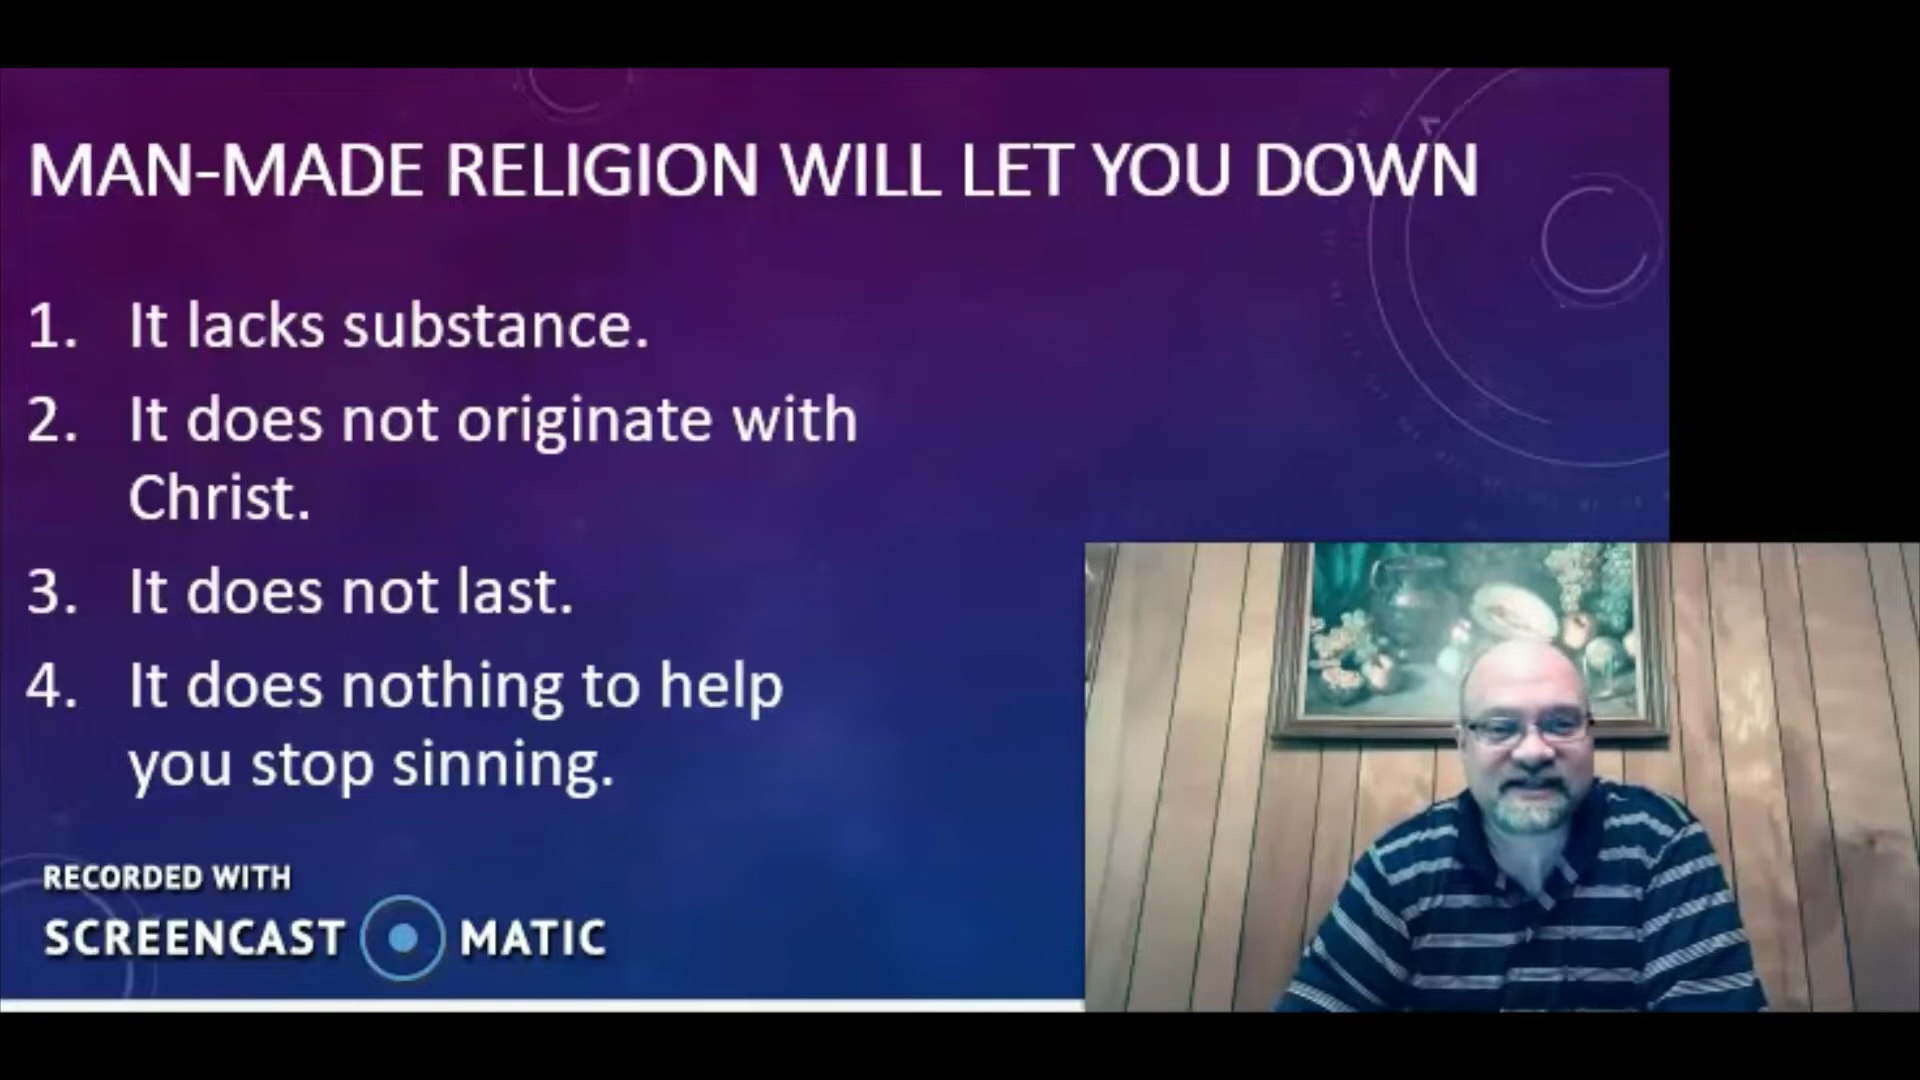 MAN-MADE RELIGION WILL LET YOU DOWN
1. It lacks substance.
2. It does not originate with
Christ.
3. It does not last.
4. It does nothing to help
you stop sinning.
RECORDED WITH
SCREENCAST MATIC